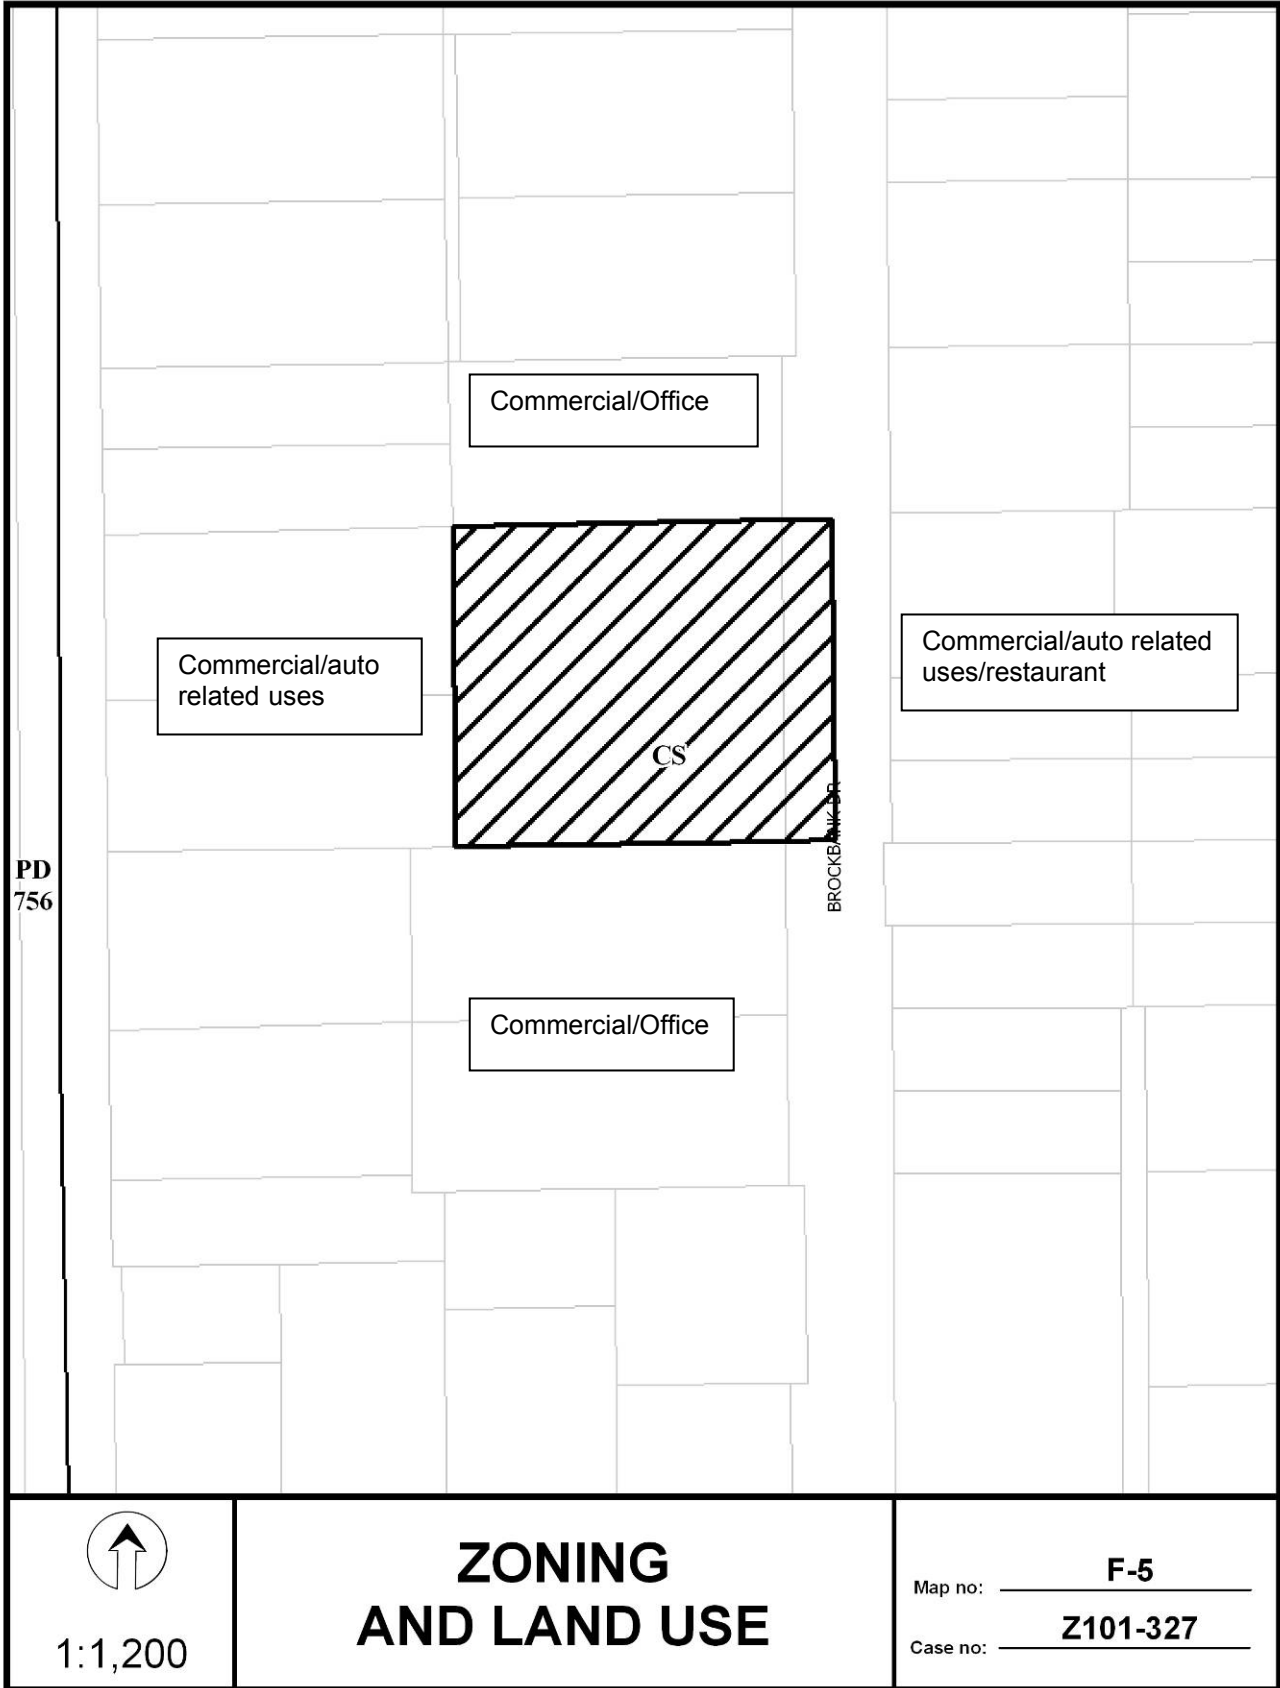 Commercial/Office
Commercial/auto
related uses
Commercial/auto related
uses/restaurant
CS
BROCKBANK DR
PD
756
Commercial/Office
1:1,200
ZONING
AND LAND USE
Map no: F-5
Case no: Z101-327